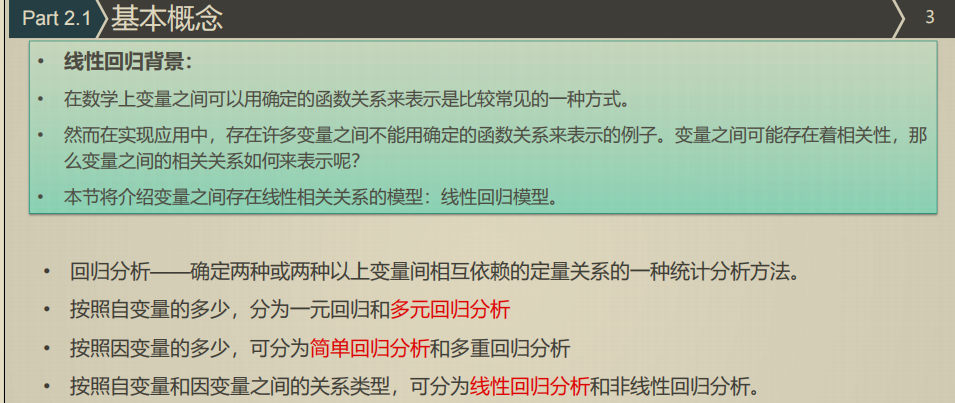 Part 2.1 基本概念 3
• 线性回归背景：
• 在数学上变量之间可以用确定的函数关系来表示是比较常见的一种方式。
• 然而在实现应用中，存在许多变量之间不能用确定的函数关系来表示的例子。变量之间可能存在着相关性，那
么变量之间的相关关系如何来表示呢？
• 本节将介绍变量之间存在线性相关关系的模型：线性回归模型。
• 回归分析——确定两种或两种以上变量间相互依赖的定量关系的一种统计分析方法。
• 按照自变量的多少，分为一元回归和多元回归分析
• 按照因变量的多少，可分为简单回归分析和多重回归分析
• 按照自变量和因变量之间的关系类型，可分为线性回归分析和非线性回归分析。